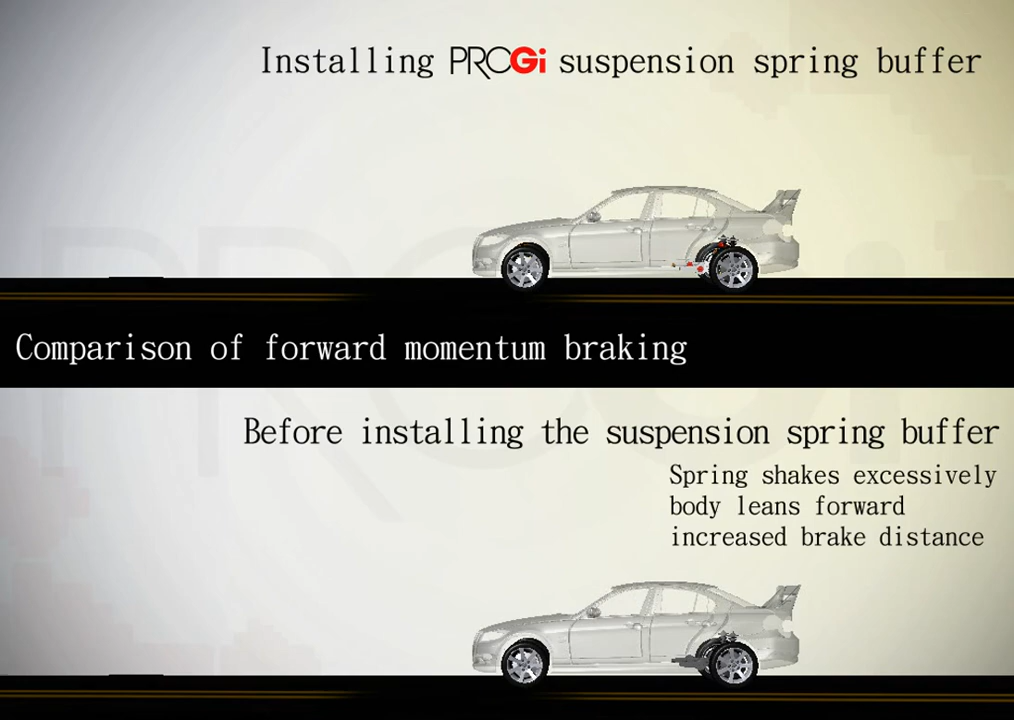 Installing PROGi suspension spring buffer
Comparison of forward momentum braking
Before installing the suspension spring buffer
Spring shakes excessively
body leans forward
increased brake distance